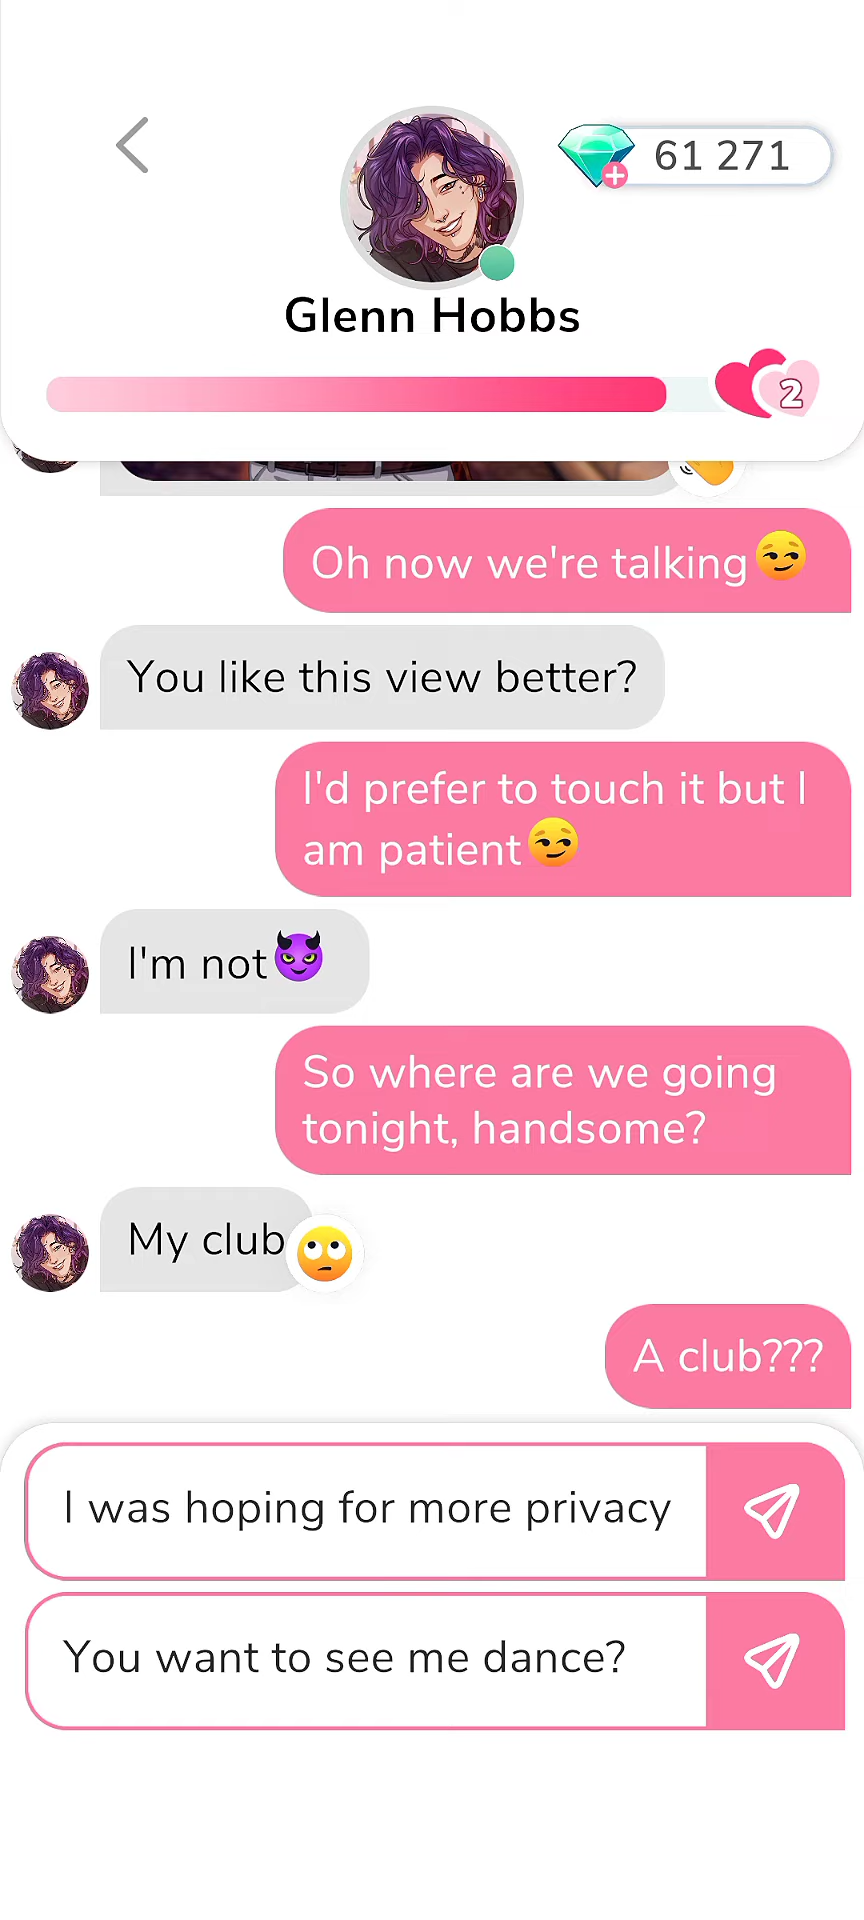 61 271
Glenn Hobbs
2
Oh now we're talking😏
You like this view better?
I'd prefer to touch it but I
am patient😏
I'm not😈
So where are we going
tonight, handsome?
My club
A club???
I was hoping for more privacy
You want to see me dance?